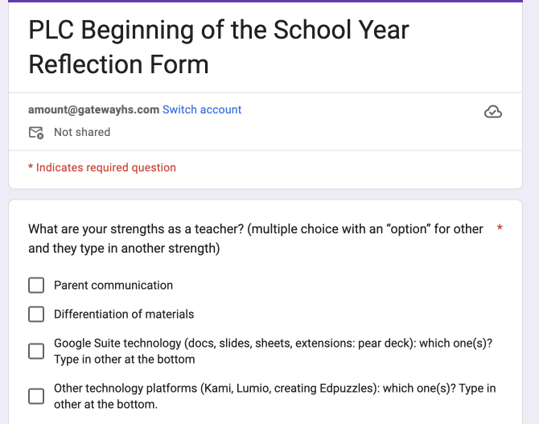 PLC Beginning of the School Year
Reflection Form
amount@gatewayhs.com Switch account
Not shared
* Indicates required question
What are your strengths as a teacher? (multiple choice with an “option” for other *
and they type in another strength)
Parent communication
Differentiation of materials
Google Suite technology (docs, slides, sheets, extensions: pear deck): which one(s)?
Type in other at the bottom
Other technology platforms (Kami, Lumio, creating Edpuzzles): which one(s)? Type in
other at the bottom.